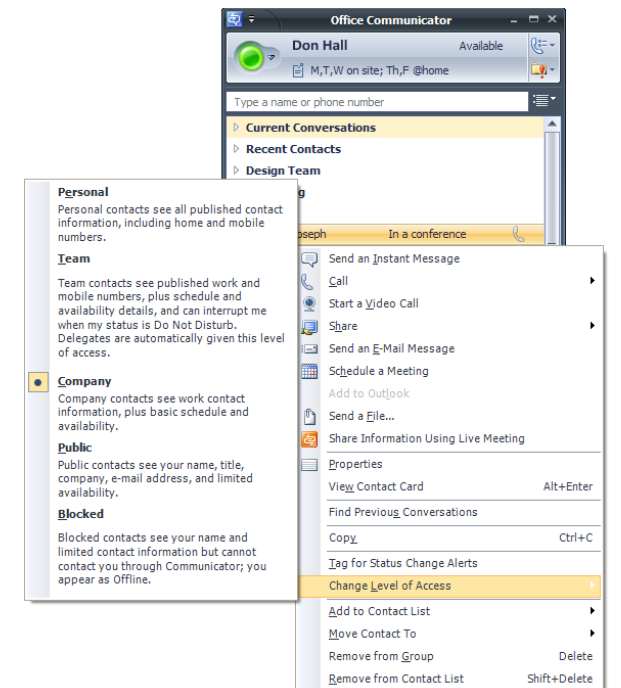 Office Communicator
Don Hall Available
M,T,W on site; Th,F @home
Type a name or phone number
Current Conversations
Recent Contacts
Design Team
In a conference
Personal
Personal contacts see all published contact
information, including home and mobile
numbers.
Team
Team contacts see published work and
mobile numbers, plus schedule and
availability details, and can interrupt me
when my status is Do Not Disturb.
Delegates are automatically given this level
of access.
Company
Company contacts see work contact
information, plus basic schedule and
availability.
Public
Public contacts see your name, title,
company, e-mail address, and limited
availability.
Blocked
Blocked contacts see your name and
limited contact information but cannot
contact you through Communicator; you
appear as Offline.
Send an Instant Message
Call
Start a Video Call
Share
Send an E-Mail Message
Schedule a Meeting
Add to Outlook
Send a File...
Share Information Using Live Meeting
Properties
View Contact Card Alt+Enter
Find Previous Conversations
Copy Ctrl+C
Tag for Status Change Alerts
Change Level of Access
Add to Contact List
Move Contact To
Remove from Group Delete
Remove from Contact List Shift+Delete